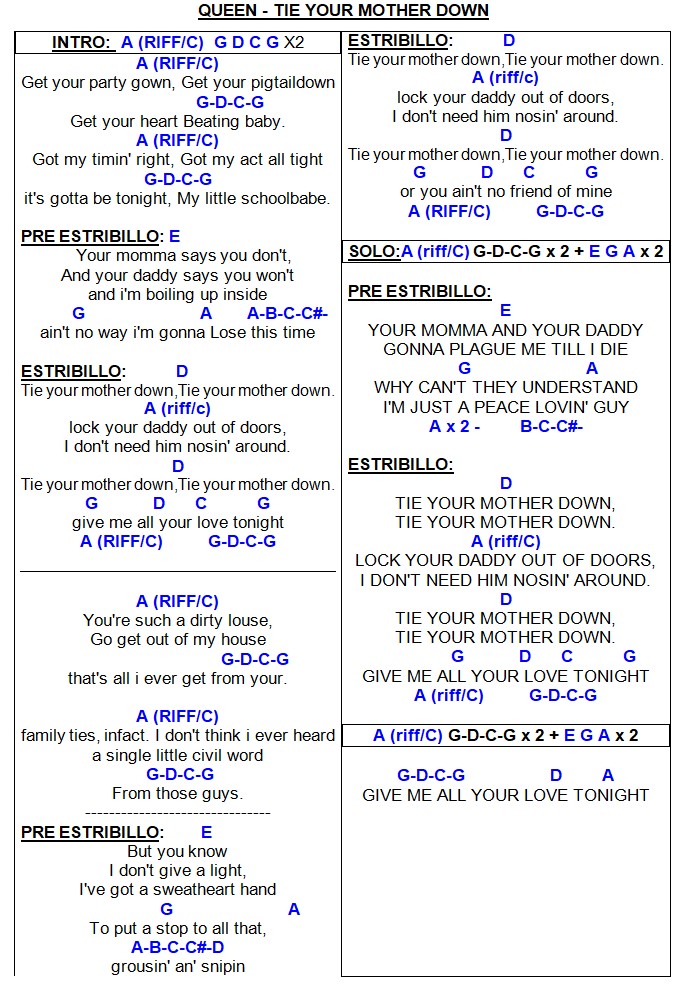 QUEEN - TIE YOUR MOTHER DOWN
INTRO: A (RIFF/C) G D C G X2
A (RIFF/C)
Get your party gown, Get your pigtaildown
G-D-C-G
Get your heart Beating baby.
A (RIFF/C)
Got my timin' right, Got my act all tight
G-D-C-G
it's gotta be tonight, My little schoolbabe.
PRE ESTRIBILLO: E
Your momma says you don't,
And your daddy says you won't
and i'm boiling up inside
G A A-B-C-C#-
ain't no way i'm gonna Lose this time
ESTRIBILLO: D
Tie your mother down,Tie your mother down.
A (riff/c)
lock your daddy out of doors,
I don't need him nosin' around.
D
Tie your mother down,Tie your mother down.
G D C G
give me all your love tonight
A (RIFF/C) G-D-C-G
A (RIFF/C)
You're such a dirty louse,
Go get out of my house
G-D-C-G
that's all i ever get from your.
A (RIFF/C)
family ties, infact. I don't think i ever heard
a single little civil word
G-D-C-G
From those guys.
-------------------------------
PRE ESTRIBILLO: E
But you know
I don't give a light,
I've got a sweatheart hand
G A
To put a stop to all that,
A-B-C-C#-D
grousin' an' snipin
ESTRIBILLO: D
Tie your mother down,Tie your mother down.
A (riff/c)
lock your daddy out of doors,
I don't need him nosin' around.
D
Tie your mother down,Tie your mother down.
G D C G
or you ain't no friend of mine
A (RIFF/C) G-D-C-G
SOLO:A (riff/C) G-D-C-G x 2 + E G A x 2
PRE ESTRIBILLO:
E
YOUR MOMMA AND YOUR DADDY
GONNA PLAGUE ME TILL I DIE
G A
WHY CAN'T THEY UNDERSTAND
I'M JUST A PEACE LOVIN' GUY
A x 2 - B-C-C#-
ESTRIBILLO:
D
TIE YOUR MOTHER DOWN,
TIE YOUR MOTHER DOWN.
A (riff/C)
LOCK YOUR DADDY OUT OF DOORS,
I DON'T NEED HIM NOSIN' AROUND.
D
TIE YOUR MOTHER DOWN,
TIE YOUR MOTHER DOWN.
G D C G
GIVE ME ALL YOUR LOVE TONIGHT
A (riff/C) G-D-C-G
A (riff/C) G-D-C-G x 2 + E G A x 2
G-D-C-G D A
GIVE ME ALL YOUR LOVE TONIGHT